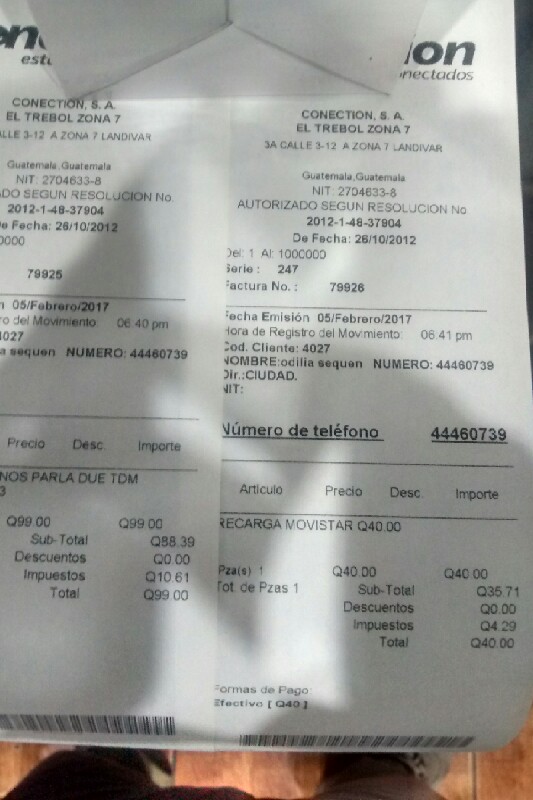 CONECTION, S. A.
EL TREBOL ZONA 7
CALLE 3-12 A ZONA 7 LANDIVAR
Guatemala,Guatemala
NIT: 2704633-8
SEGUN RESOLUCION No.
2012-1-48-37904
De Fecha: 26/10/2012
79925
05/Febrero/2017
del Movimiento 06:40 pm
4027
sequen NUMERO: 44460739
Precio Desc. Importe
PARLA DUE TDM
Q99.00 Q99.00
Sub-Total Q88.39
Descuentos Q0.00
Impuestos Q10.61
Total Q99.00
ion
onectados
CONECTION, S. A.
EL TREBOL ZONA 7
3A CALLE 3-12 A ZONA 7 LANDIVAR
Guatemala,Guatemala
NIT: 2704633-8
AUTORIZADO SEGUN RESOLUCION No.
2012-1-48-37904
De Fecha: 26/10/2012
Del: 1 Al: 1000000
Serie : 247
Factura No. : 79926
Fecha Emisión 05/Febrero/2017
Hora de Registro del Movimiento: 06:41 pm
Cod. Cliente: 4027
NOMBRE:odilia sequen NUMERO: 44460739
Dir.:CIUDAD.
NIT:
Número de teléfono 44460739
Articulo Precio Desc. Importe
RECARGA MOVISTAR Q40.00
Pza(s) 1 Q40.00 Q40.00
Tot. de Pzas 1 Sub-Total Q35.71
Descuentos Q0.00
Impuestos Q4.29
Total Q40.00
Formas de Pago:
Efectivo [ Q40 ]